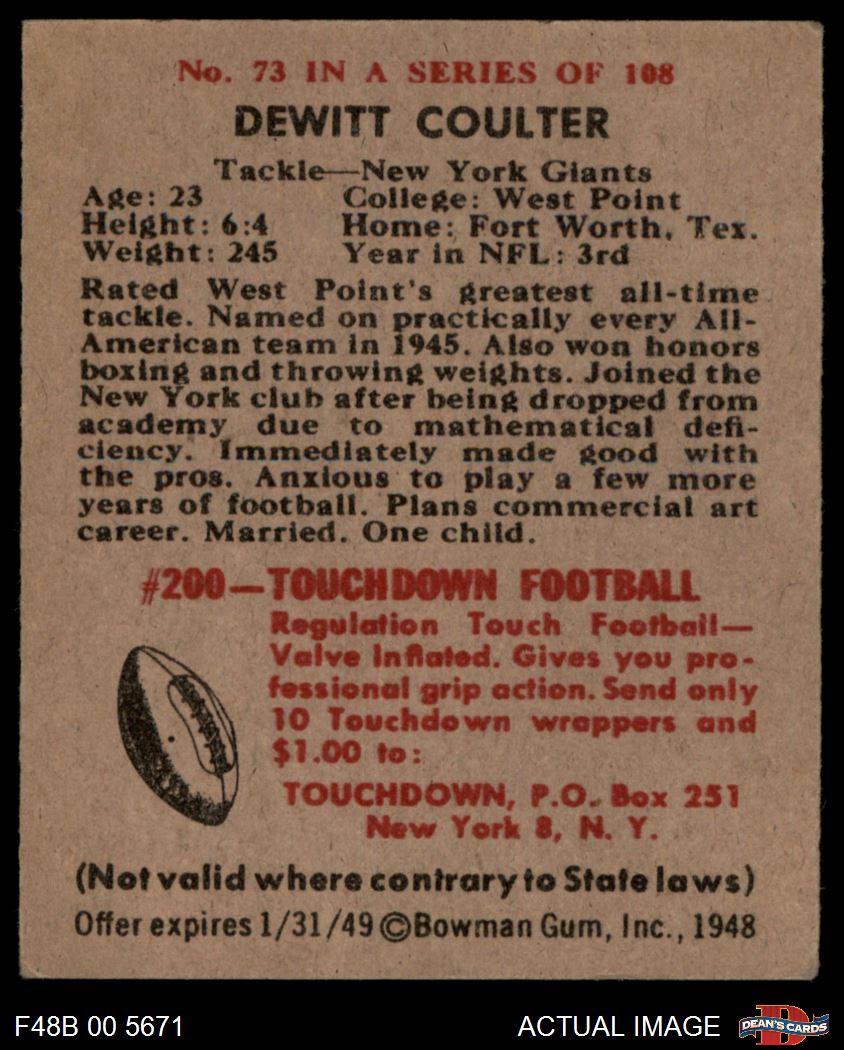 No. 73 IN A SERIES OF 108
DEWITT COULTER
Tackle—New York Giants
Age: 23 College: West Point
Height: 6:4 Home: Fort Worth, Tex.
Weight: 245 Year in NFL: 3rd
Rated West Point's greatest all-time
tackle. Named on practically every All-
American team in 1945. Also won honors
boxing and throwing weights. Joined the
New York club after being dropped from
academy due to mathematical defi-
ciency. Immediately made good with
the pros. Anxious to play a few more
years of football. Plans commercial art
career. Married. One child.
#200—TOUCHDOWN FOOTBALL
Regulation Touch Football—
Valve Inflated. Gives you pro-
fessional grip action. Send only
10 Touchdown wrappers and
$1.00 to:
TOUCHDOWN, P.O. Box 251
New York 8, N. Y.
(Not valid where contrary to State laws)
Offer expires 1/31/49 ©Bowman Gum, Inc., 1948
F48B 00 5671 ACTUAL IMAGE
D
DEAN'S CARDS